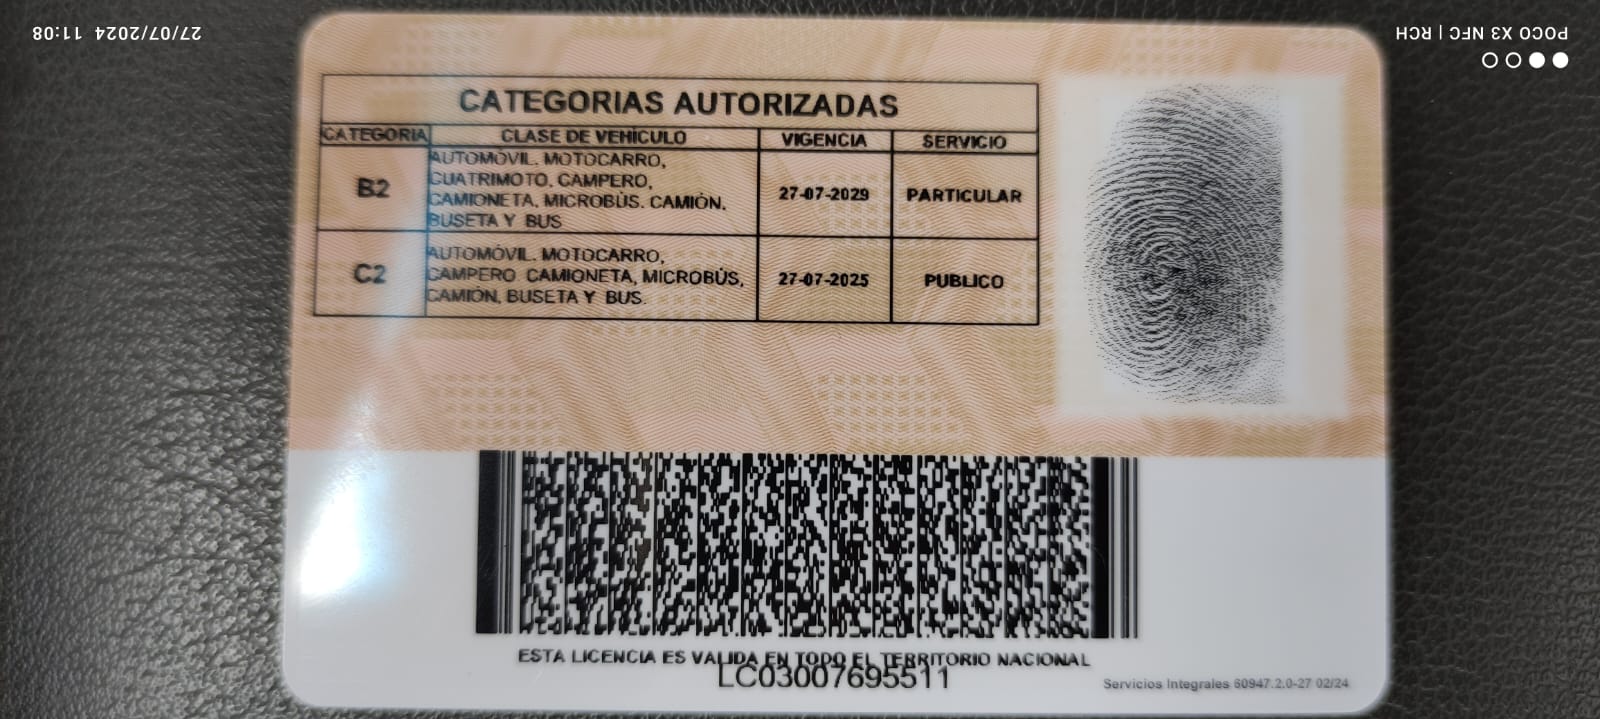 27/07/2024 11:08
POCO X3 NFC | RCH
CATEGORIAS AUTORIZADAS
CATEGORIA CLASE DE VEHÍCULO VIGENCIA SERVICIO
B2
AUTOMÓVIL. MOTOCARRO,
CUATRIMOTO, CAMPERO,
CAMIONETA, MICROBÚS. CAMIÓN,
BUSETA Y BUS
27-07-2029
PARTICULAR
C2
AUTOMÓVIL. MOTOCARRO,
CAMPERO CAMIONETA, MICROBÚS,
CAMIÓN, BUSETA Y BUS.
27-07-2025
PUBLICO
ESTA LICENCIA ES VALIDA EN TODO EL TERRITORIO NACIONAL
LC03007695511
Servicios Integrales 60947.2.0-27 02/24